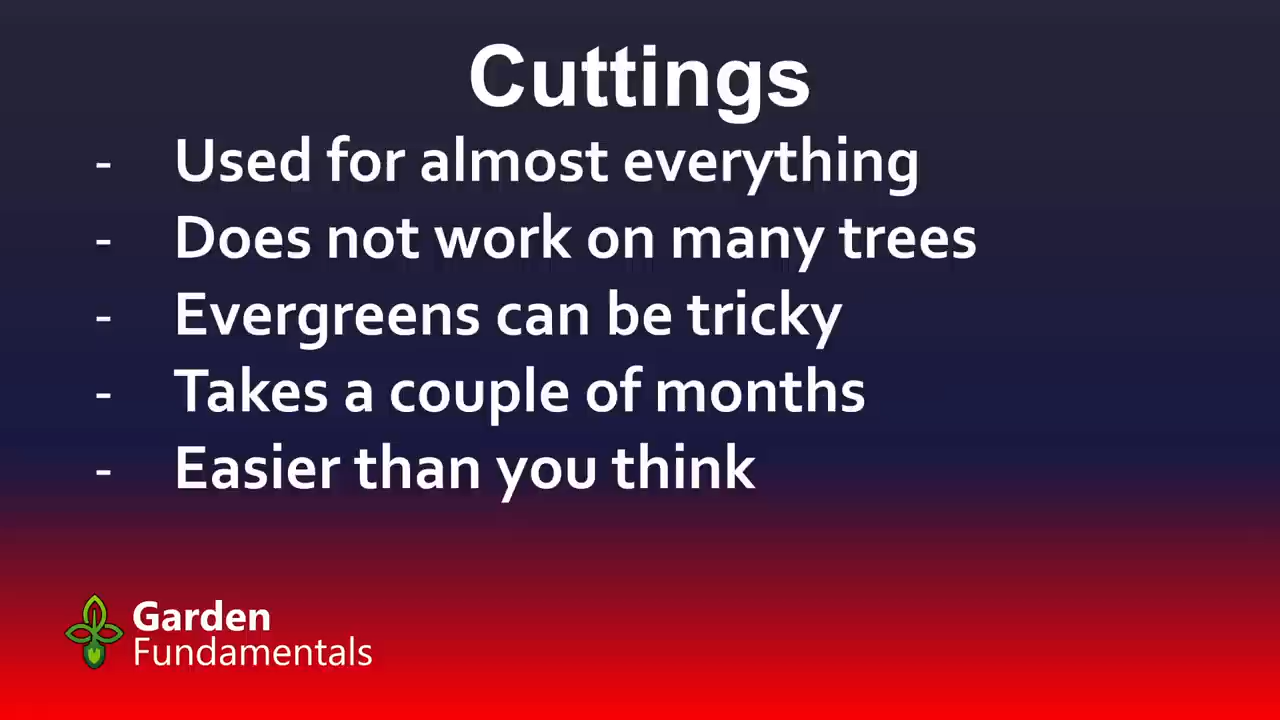 Cuttings
- Used for almost everything
- Does not work on many trees
- Evergreens can be tricky
- Takes a couple of months
- Easier than you think
Garden
Fundamentals